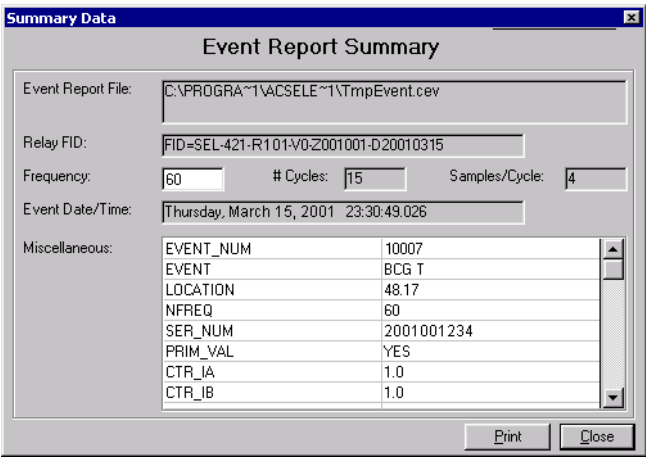 Summary Data
Event Report Summary
Event Report File: C:\PROGRA~1\ACSELE~1\TmpEvent.cev
Relay FID: FID=SEL-421-R101-V0-Z001001-D20010315
Frequency: 60 # Cycles: 15 Samples/Cycle: 4
Event Date/Time: Thursday, March 15, 2001 23:30:49.026
Miscellaneous: EVENT_NUM 10007
EVENT BCG T
LOCATION 48.17
NFREQ 60
SER_NUM 2001001234
PRIM_VAL YES
CTR_IA 1.0
CTR_IB 1.0
Print Close